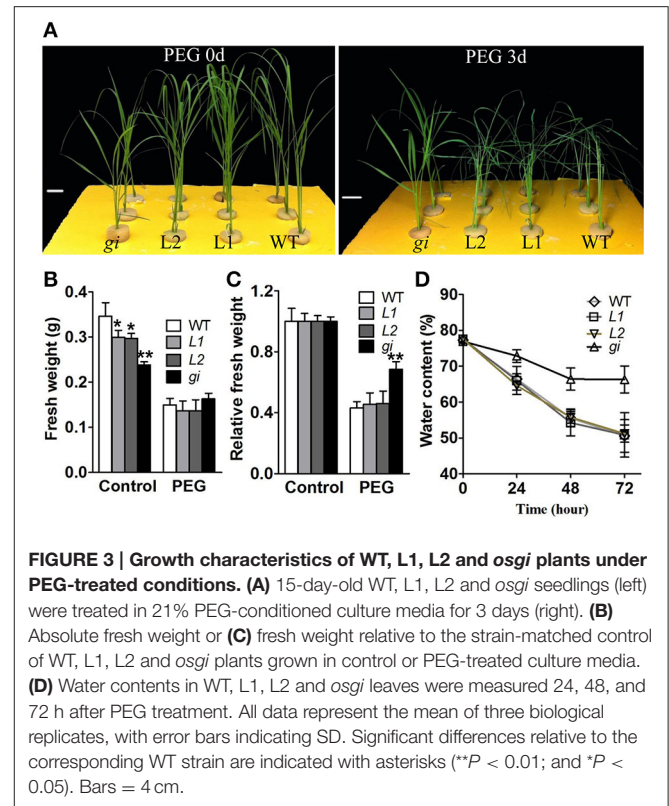 A
PEG 0d
PEG 3d
gi L2 L1 WT
gi L2 L1 WT
B
Fresh weight (g)
0.4
0.3
0.2
0.1
0.0
WT
L1
L2
gi
* * **
Control PEG
C
Relative fresh weight
1.2
0.8
0.4
0.0
WT
L1
L2
gi
**
Control PEG
D
Water content (%)
90
80
70
60
50
40
WT
L1
L2
gi
0 24 48 72
Time (hour)
FIGURE 3 | Growth characteristics of WT, L1, L2 and osgi plants under
PEG-treated conditions. (A) 15-day-old WT, L1, L2 and osgi seedlings (left)
were treated in 21% PEG-conditioned culture media for 3 days (right). (B)
Absolute fresh weight or (C) fresh weight relative to the strain-matched control
of WT, L1, L2 and osgi plants grown in control or PEG-treated culture media.
(D) Water contents in WT, L1, L2 and osgi leaves were measured 24, 48, and
72 h after PEG treatment. All data represent the mean of three biological
replicates, with error bars indicating SD. Significant differences relative to the
corresponding WT strain are indicated with asterisks (**P < 0.01; and *P <
0.05). Bars = 4 cm.